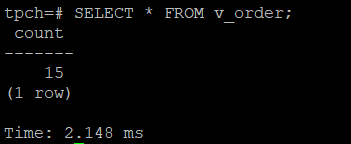 tpch=# SELECT * FROM v_order;
count
-------
15
(1 row)
Time: 2.148 ms